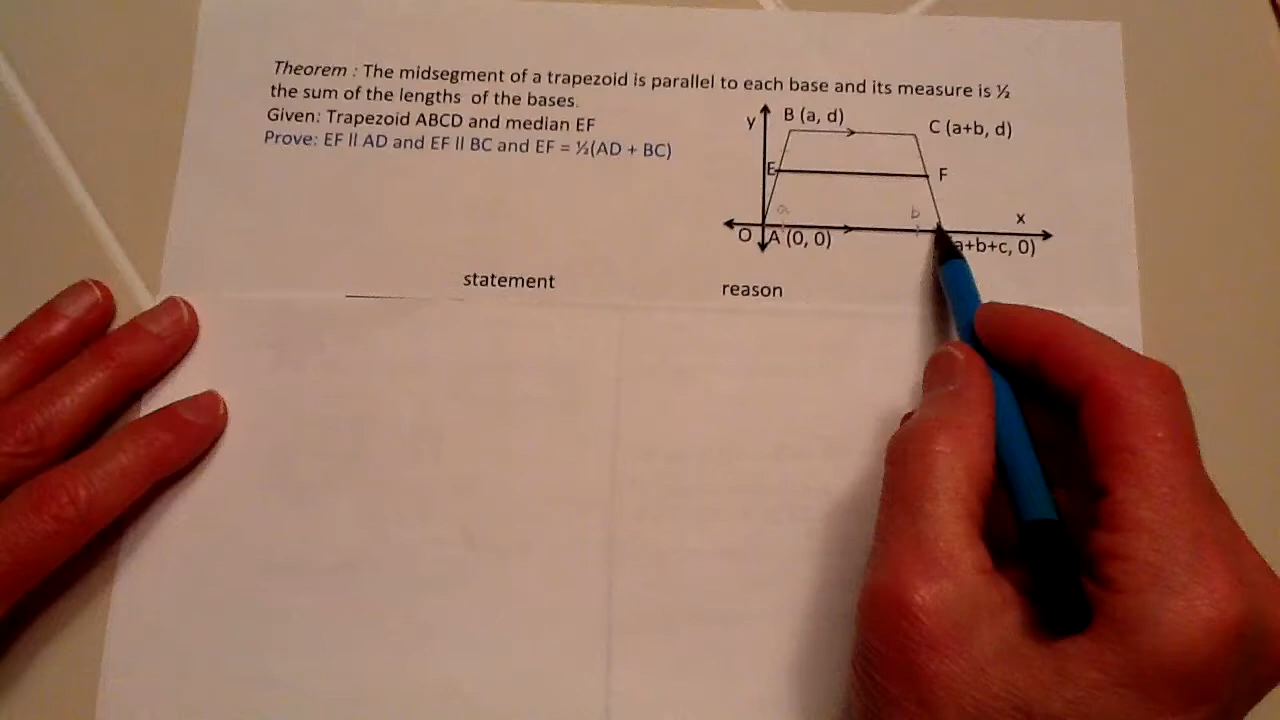 Theorem : The midsegment of a trapezoid is parallel to each base and its measure is ½
the sum of the lengths of the bases.
Given: Trapezoid ABCD and median EF
Prove: EF ll AD and EF ll BC and EF = ½(AD + BC)
y
B (a, d)
C (a+b, d)
E
F
a
b
x
O
A (0, 0)
a+b+c, 0)
statement
reason